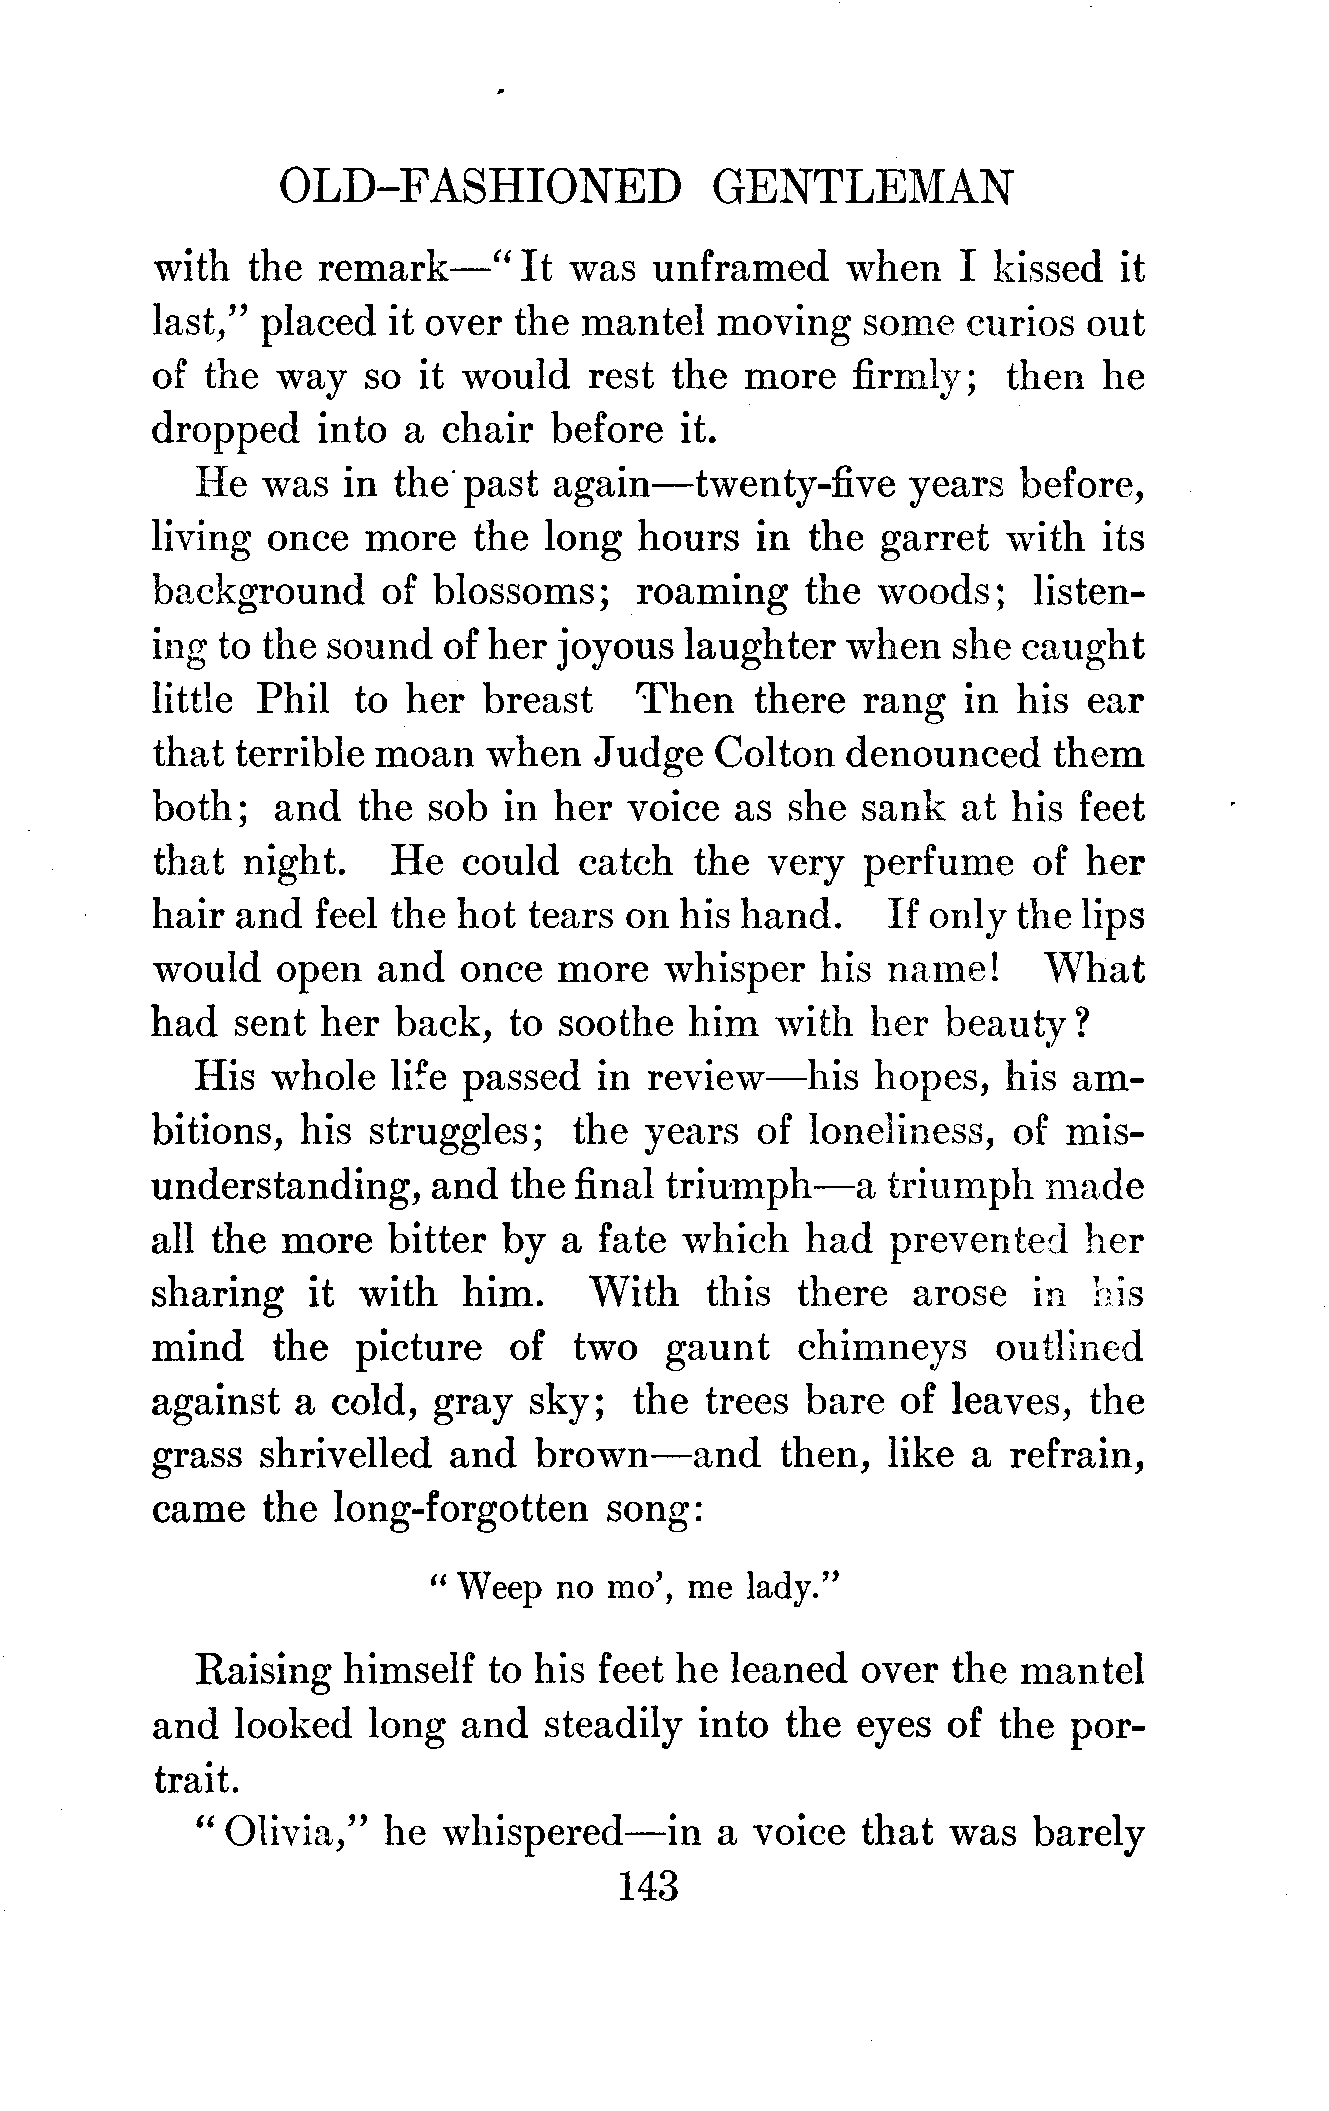 OLD-FASHIONED GENTLEMAN
with the remark—"It was unframed when I kissed it
last," placed it over the mantel moving some curios out
of the way so it would rest the more firmly; then he
dropped into a chair before it.
He was in the past again—twenty-five years before,
living once more the long hours in the garret with its
background of blossoms; roaming the woods; listen-
ing to the sound of her joyous laughter when she caught
little Phil to her breast Then there rang in his ear
that terrible moan when Judge Colton denounced them
both; and the sob in her voice as she sank at his feet
that night. He could catch the very perfume of her
hair and feel the hot tears on his hand. If only the lips
would open and once more whisper his name! What
had sent her back, to soothe him with her beauty?
His whole life passed in review—his hopes, his am-
bitions, his struggles; the years of loneliness, of mis-
understanding, and the final triumph—a triumph made
all the more bitter by a fate which had prevented her
sharing it with him. With this there arose in his
mind the picture of two gaunt chimneys outlined
against a cold, gray sky; the trees bare of leaves, the
grass shrivelled and brown—and then, like a refrain,
came the long-forgotten song:
"Weep no mo', me lady."
Raising himself to his feet he leaned over the mantel
and looked long and steadily into the eyes of the por-
trait.
"Olivia," he whispered—in a voice that was barely
143